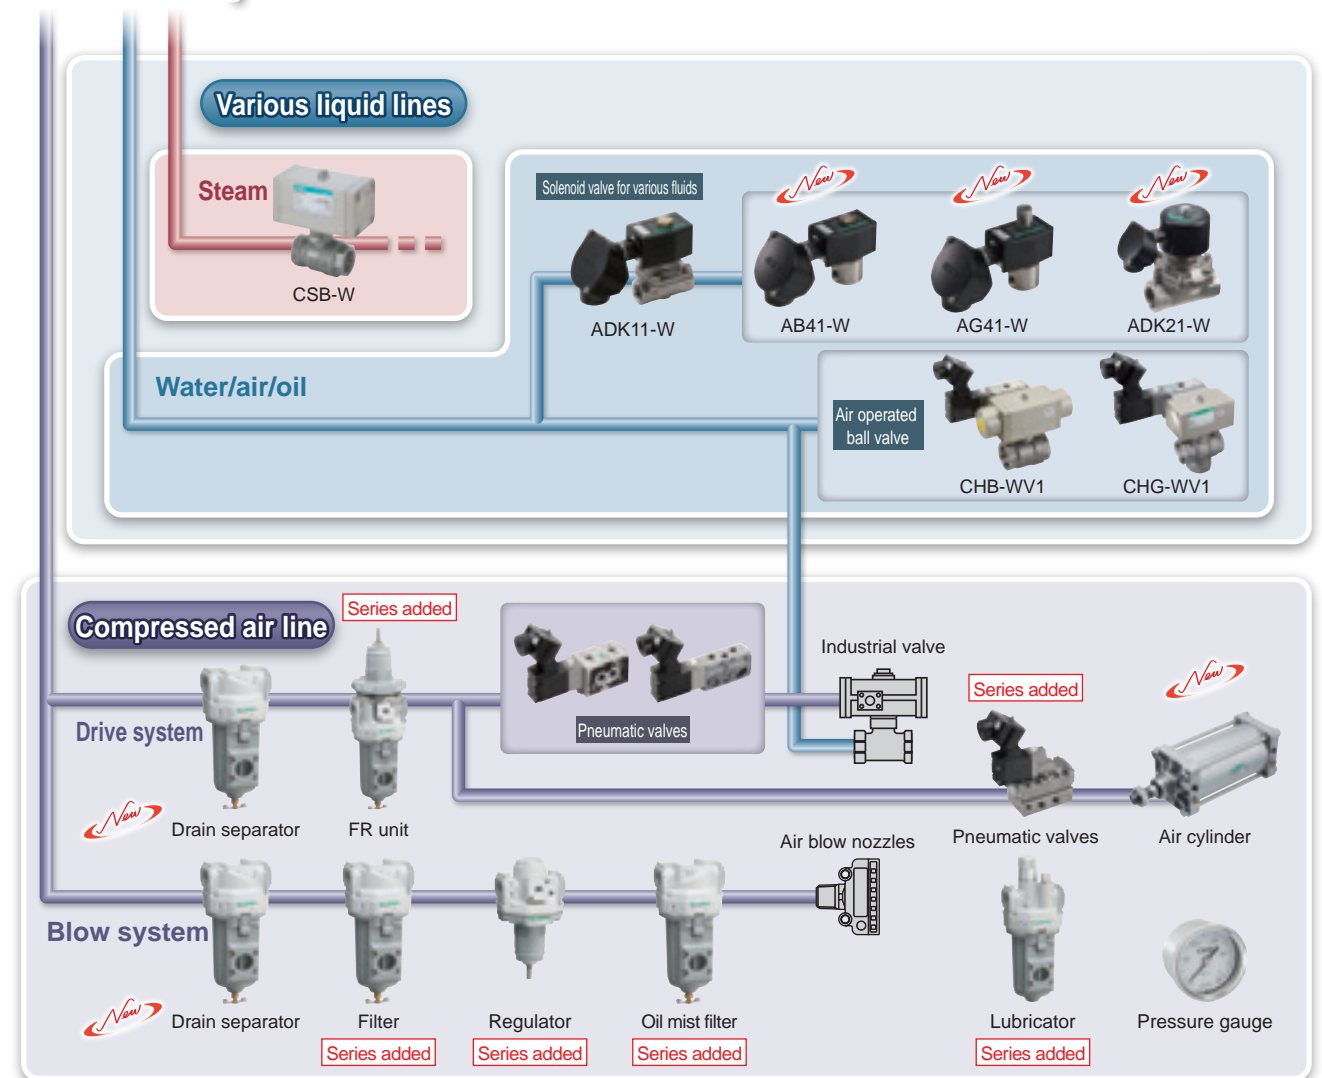 Various liquid lines
Steam
CSB-W
Solenoid valve for various fluids
ADK11-W
New
New
New
AB41-W
AG41-W
ADK21-W
Water/air/oil
Air operated
ball valve
CHB-WV1
CHG-WV1
Compressed air line
Series added
Drive system
New
Drain separator
FR unit
Pneumatic valves
Industrial valve
Series added
Pneumatic valves
New
Air cylinder
Air blow nozzles
Blow system
New
Drain separator
Filter
Series added
Regulator
Series added
Oil mist filter
Series added
Lubricator
Series added
Pressure gauge